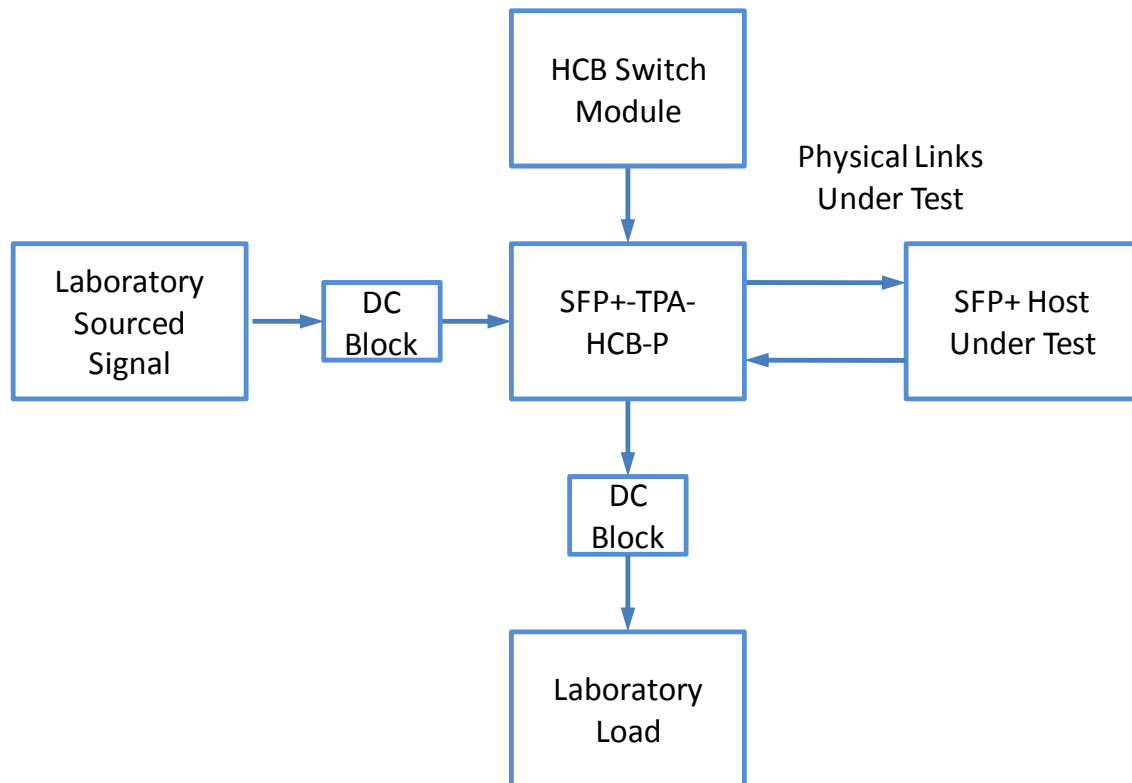 HCB Switch
Module
Physical Links
Under Test
Laboratory
Sourced
Signal
DC
Block
SFP+-TPA-
HCB-P
SFP+ Host
Under Test
DC
Block
Laboratory
Load